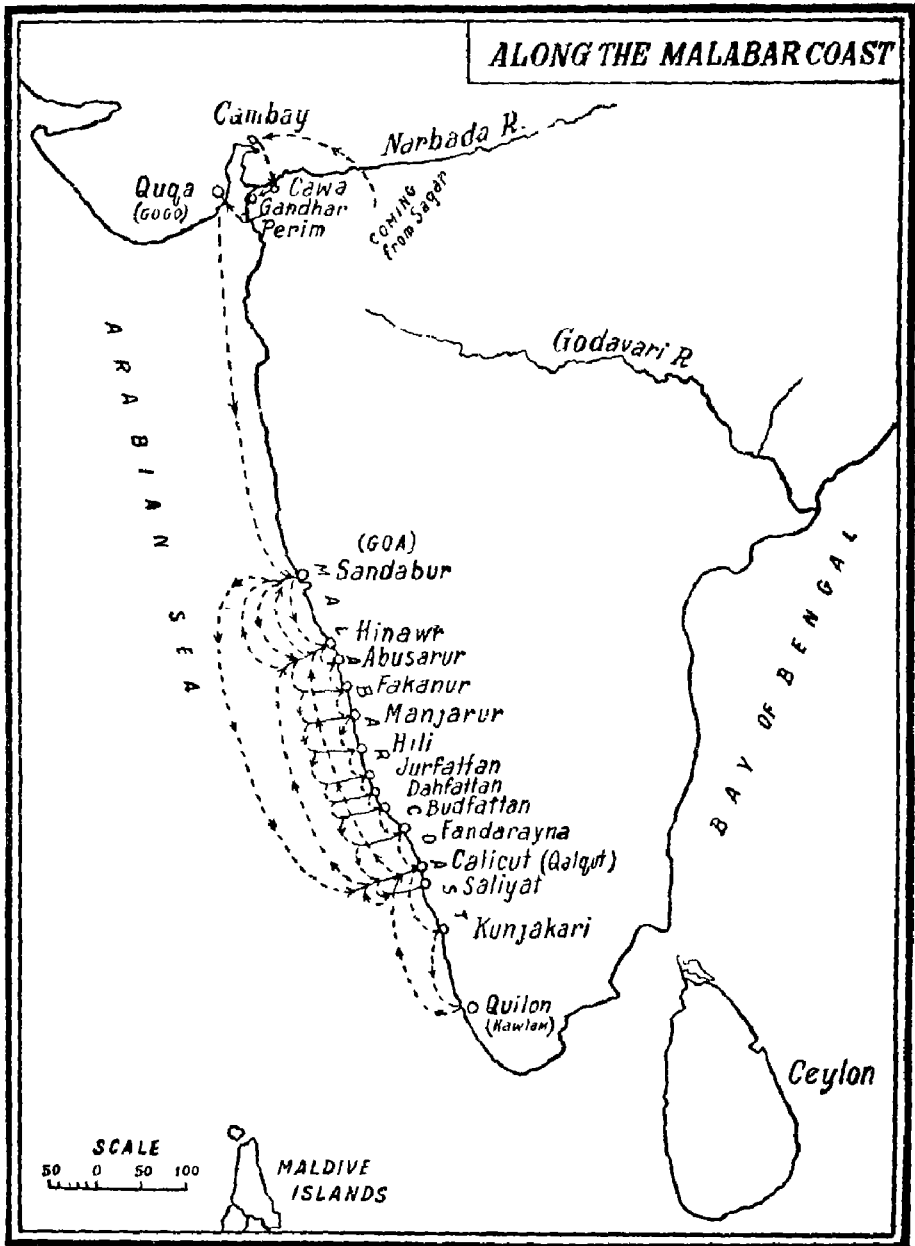 ALONG THE MALABAR COAST
Cambay
Narbada R.
Quqa
(GOGO)
Cawa
Gandhar
Perim
COMING
from Sagar
ARABIAN SEA
Godavari R
(GOA)
Sandabur
MALABAR COAST
Hinawr
Abusarur
Fakanur
Manjarur
Hili
Jurfattan
Dahfattan
Budfattan
Fandarayna
Calicut (Qalqut)
Saliyat
Kunjakari
Quilon
(Kawlam)
BAY OF BENGAL
Ceylon
SCALE
50 0 50 100
MALDIVE
ISLANDS